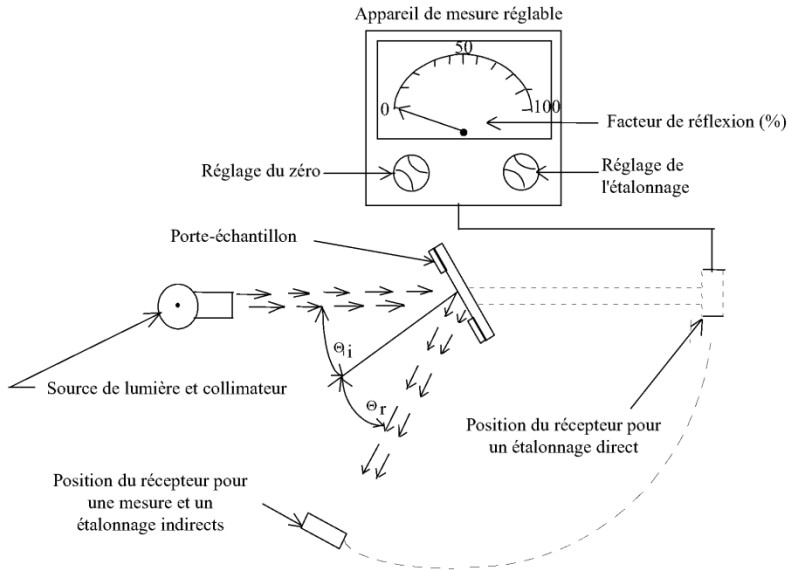 Appareil de mesure réglable
50
0
100
Facteur de réflexion (%)
Réglage du zéro
Réglage de
l'étalonnage
Porte-échantillon
Θi
Θr
Source de lumière et collimateur
Position du récepteur pour
un étalonnage direct
Position du récepteur pour
une mesure et un
étalonnage indirects